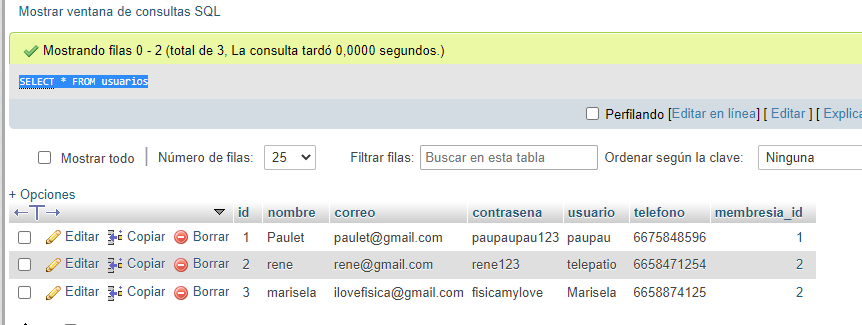 Mostrar ventana de consultas SQL
Mostrando filas 0 - 2 (total de 3, La consulta tardó 0,0000 segundos.)
SELECT * FROM usuarios
Perfilando [Editar en línea] [ Editar ] [ Explica
Mostrar todo | Número de filas: 25 Filtrar filas: Buscar en esta tabla Ordenar según la clave: Ninguna
+ Opciones
←T→ id nombre correo contrasena usuario telefono membresia_id
Editar Copiar Borrar 1 Paulet paulet@gmail.com paupaupau123 paupau 6675848596 1
Editar Copiar Borrar 2 rene rene@gmail.com rene123 telepatio 6658471254 2
Editar Copiar Borrar 3 marisela ilovefisica@gmail.com fisicamylove Marisela 6658874125 2